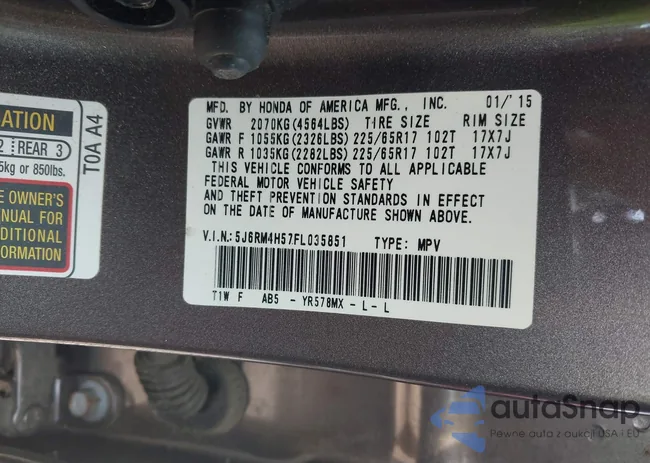 ATION
2 REAR 3
5kg or 850lbs.
E OWNER'S
ANUAL FOR
DDITIONAL
FORMATION
T0A A4
MFD. BY HONDA OF AMERICA MFG., INC. 01/'15
GVWR 2070KG(4564LBS) TIRE SIZE RIM SIZE
GAWR F 1055KG(2326LBS) 225/65R17 102T 17X7J
GAWR R 1035KG(2282LBS) 225/65R17 102T 17X7J
THIS VEHICLE CONFORMS TO ALL APPLICABLE
FEDERAL MOTOR VEHICLE SAFETY
AND THEFT PREVENTION STANDARDS IN EFFECT
ON THE DATE OF MANUFACTURE SHOWN ABOVE.
V.I.N.:5J6RM4H57FL035851 TYPE: MPV
T1W F AB5 - YR578MX - L - L
autoSnap
Pewne auta z aukcji USA i EU